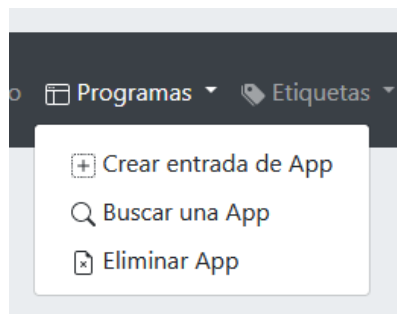 o Programas Etiquetas
Crear entrada de App
Buscar una App
Eliminar App